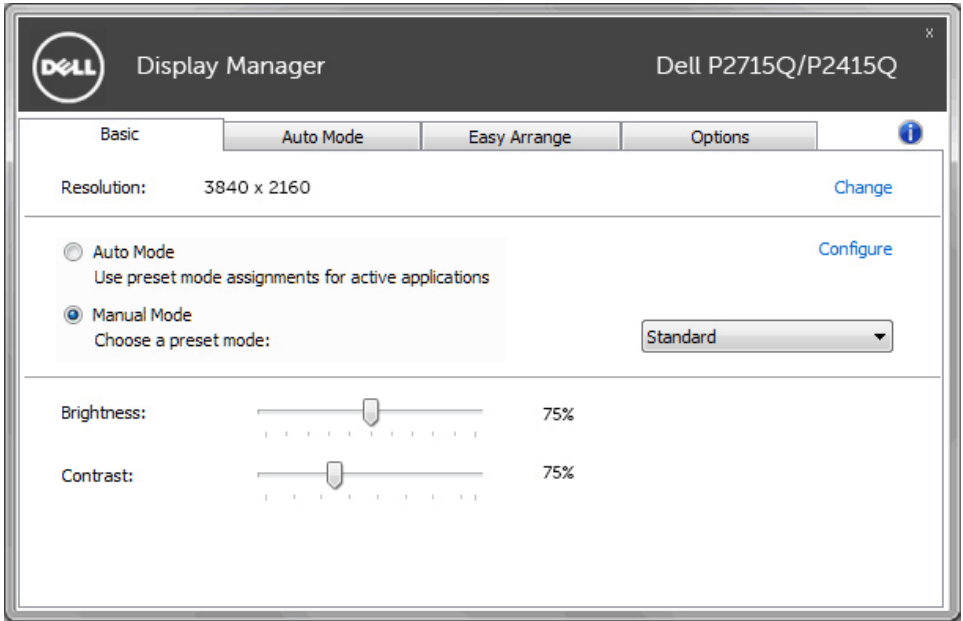 DELL Display Manager Dell P2715Q/P2415Q x
Basic Auto Mode Easy Arrange Options i
Resolution: 3840 x 2160 Change
Auto Mode Configure
Use preset mode assignments for active applications
Manual Mode
Choose a preset mode: Standard
Brightness: 75%
Contrast: 75%